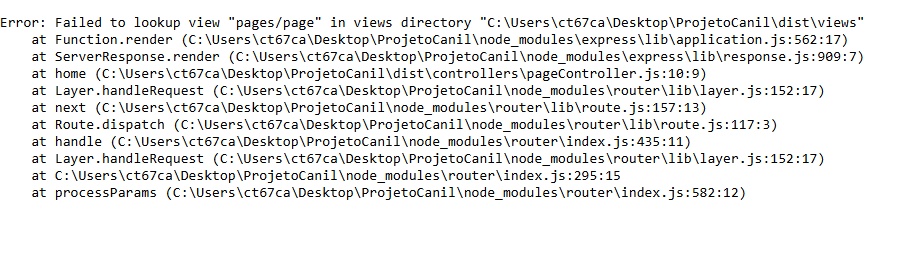 Error: Failed to lookup view "pages/page" in views directory "C:\Users\ct67ca\Desktop\ProjetoCanil\dist\views"
at Function.render (C:\Users\ct67ca\Desktop\ProjetoCanil\node_modules\express\lib\application.js:562:17)
at ServerResponse.render (C:\Users\ct67ca\Desktop\ProjetoCanil\node_modules\express\lib\response.js:909:7)
at home (C:\Users\ct67ca\Desktop\ProjetoCanil\dist\controllers\pageController.js:10:9)
at Layer.handleRequest (C:\Users\ct67ca\Desktop\ProjetoCanil\node_modules\router\lib\layer.js:152:17)
at next (C:\Users\ct67ca\Desktop\ProjetoCanil\node_modules\router\lib\route.js:157:13)
at Route.dispatch (C:\Users\ct67ca\Desktop\ProjetoCanil\node_modules\router\lib\route.js:117:3)
at handle (C:\Users\ct67ca\Desktop\ProjetoCanil\node_modules\router\index.js:435:11)
at Layer.handleRequest (C:\Users\ct67ca\Desktop\ProjetoCanil\node_modules\router\lib\layer.js:152:17)
at C:\Users\ct67ca\Desktop\ProjetoCanil\node_modules\router\index.js:295:15
at processParams (C:\Users\ct67ca\Desktop\ProjetoCanil\node_modules\router\index.js:582:12)